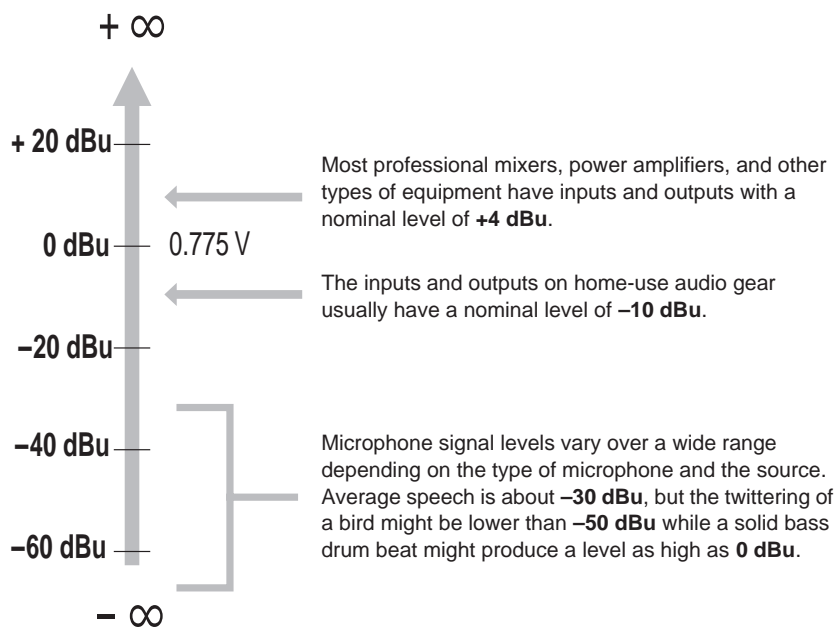 + ∞
+ 20 dBu
Most professional mixers, power amplifiers, and other
types of equipment have inputs and outputs with a
nominal level of +4 dBu.
0 dBu 0.775 V
The inputs and outputs on home-use audio gear
usually have a nominal level of –10 dBu.
–20 dBu
–40 dBu
Microphone signal levels vary over a wide range
depending on the type of microphone and the source.
Average speech is about –30 dBu, but the twittering of
a bird might be lower than –50 dBu while a solid bass
drum beat might produce a level as high as 0 dBu.
–60 dBu
– ∞